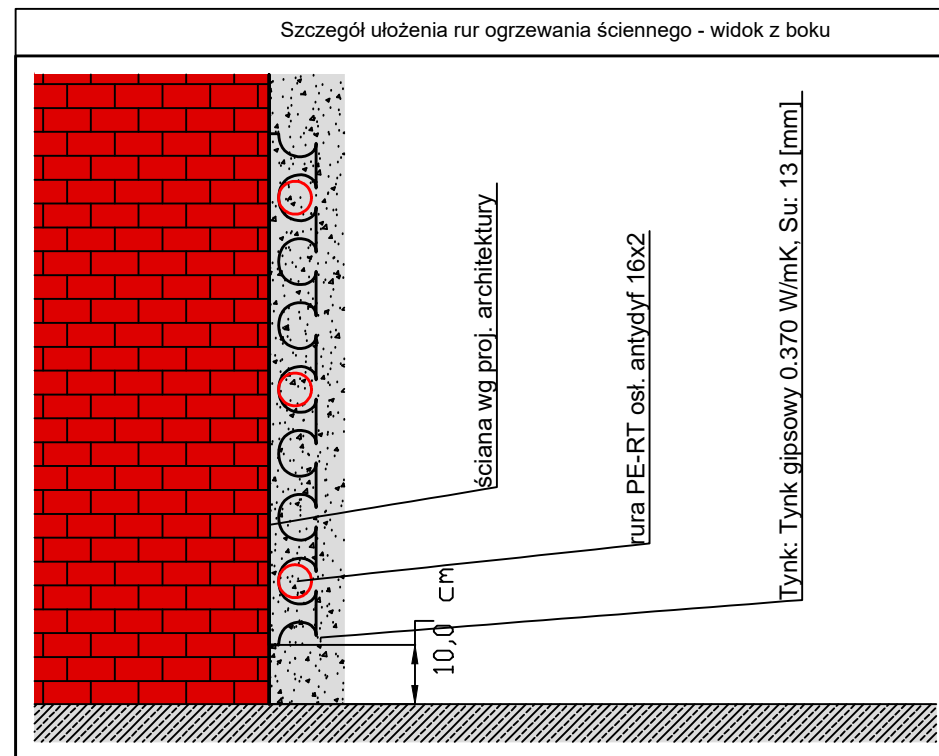 Szczegół ułożenia rur ogrzewania ściennego - widok z boku
ściana wg proj. architektury
rura PE-RT osł. antydyf 16x2
Tynk: Tynk gipsowy 0.370 W/mK, Su: 13 [mm]
10,0 cm